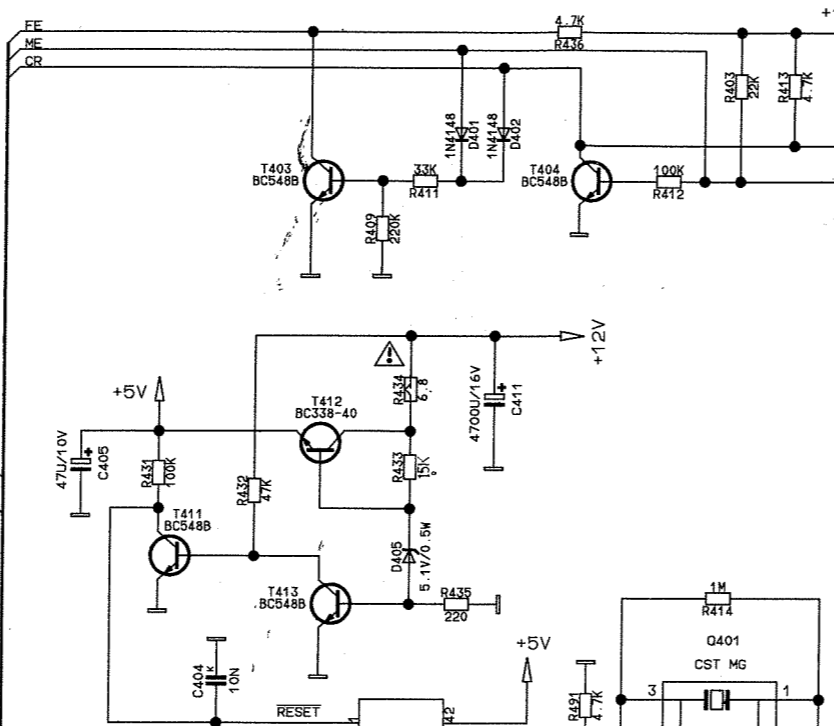 FE
ME
CR
4.7K
R436
+
R403
22K
R413
4.7K
1N4148
D401
1N4148
D402
T403
BC548B
33K
R411
R409
220K
T404
BC548B
100K
R412
+12V
+5V
T412
BC338-40
R434
6.8
4700U/16V
C411
47U/10V
C405
R431
100K
R432
47K
R433
T411
BC548B
D405
5.1V/0.5W
T413
BC548B
R435
220
1M
R414
Q401
CST MG
+5V
C404
K
10N
RESET
42
R491
4.7K
3
1